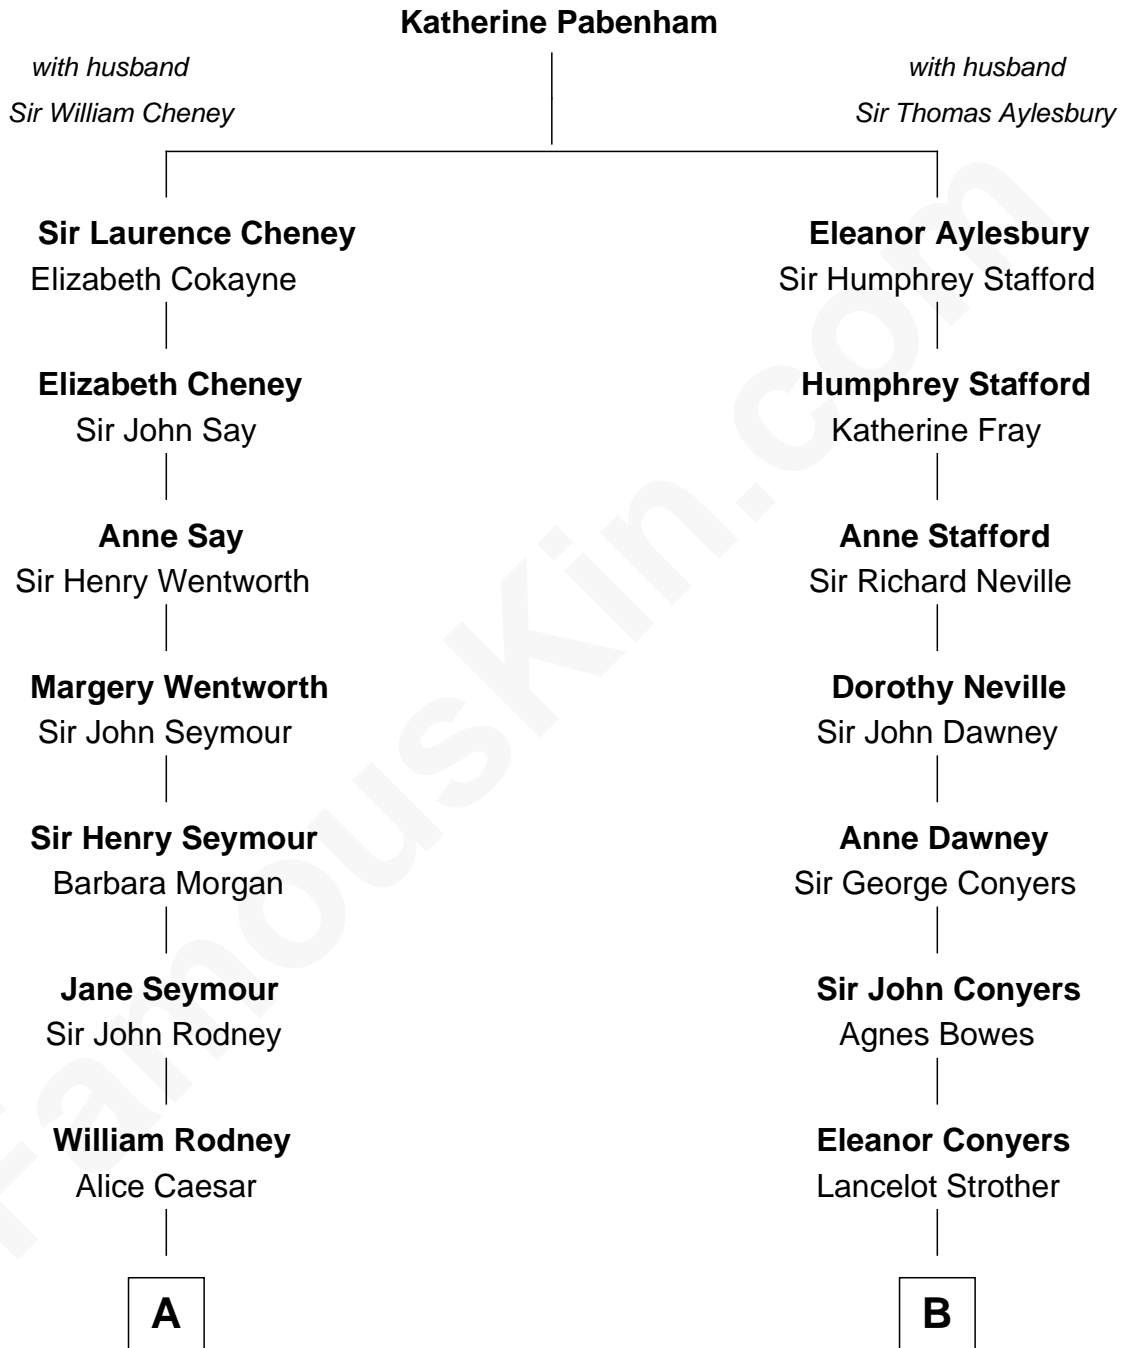 Katherine Pabenham
with husband
Sir William Cheney
with husband
Sir Thomas Aylesbury
Sir Laurence Cheney
Elizabeth Cokayne
Eleanor Aylesbury
Sir Humphrey Stafford
Elizabeth Cheney
Sir John Say
Humphrey Stafford
Katherine Fray
Anne Say
Sir Henry Wentworth
Anne Stafford
Sir Richard Neville
Margery Wentworth
Sir John Seymour
Dorothy Neville
Sir John Dawney
Sir Henry Seymour
Barbara Morgan
Anne Dawney
Sir George Conyers
Jane Seymour
Sir John Rodney
Sir John Conyers
Agnes Bowes
William Rodney
Alice Caesar
Eleanor Conyers
Lancelot Strother
A
B
FamousKin.com